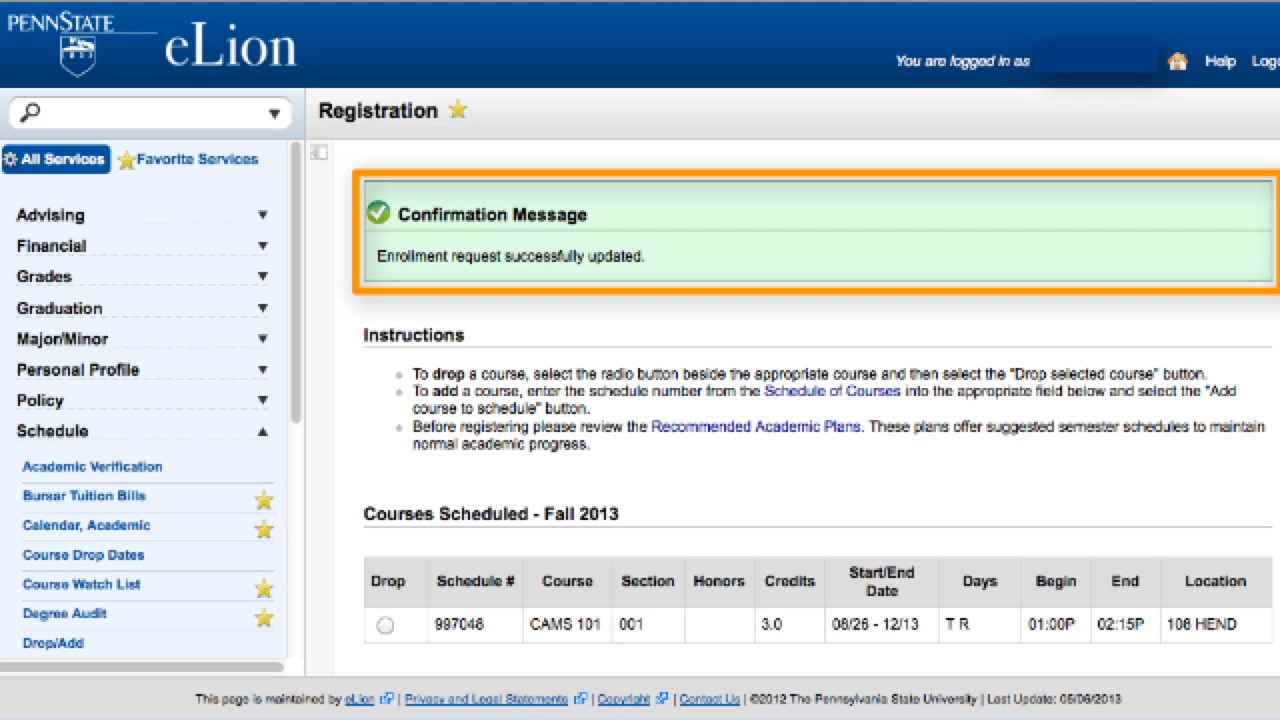 PENNSTATE
eLion
You are logged in as
Help
Registration
All Services
Favorite Services
Advising
Financial
Grades
Graduation
Major/Minor
Personal Profile
Policy
Schedule
Academic Verification
Bursar Tuition Bills
Calendar, Academic
Course Drop Dates
Course Watch List
Degree Audit
Drop/Add
Confirmation Message
Enrollment request successfully updated.
Instructions
To drop a course, select the radio button beside the appropriate course and then select the "Drop selected course" button.
To add a course, enter the schedule number from the Schedule of Courses into the appropriate field below and select the "Add
course to schedule" button.
Before registering please review the Recommended Academic Plans. These plans offer suggested semester schedules to maintain
normal academic progress.
Courses Scheduled - Fall 2013
Drop Schedule # Course Section Honors Credits Start/End Date Days Begin End Location
997048 CAMS 101 001 3.0 08/26 - 12/13 T R 01:00P 02:15P 108 HEND
This page is maintained by eLion | Privacy and Legal Statements | Copyright | Contact Us | ©2012 The Pennsylvania State University | Last Update: 06/06/2013